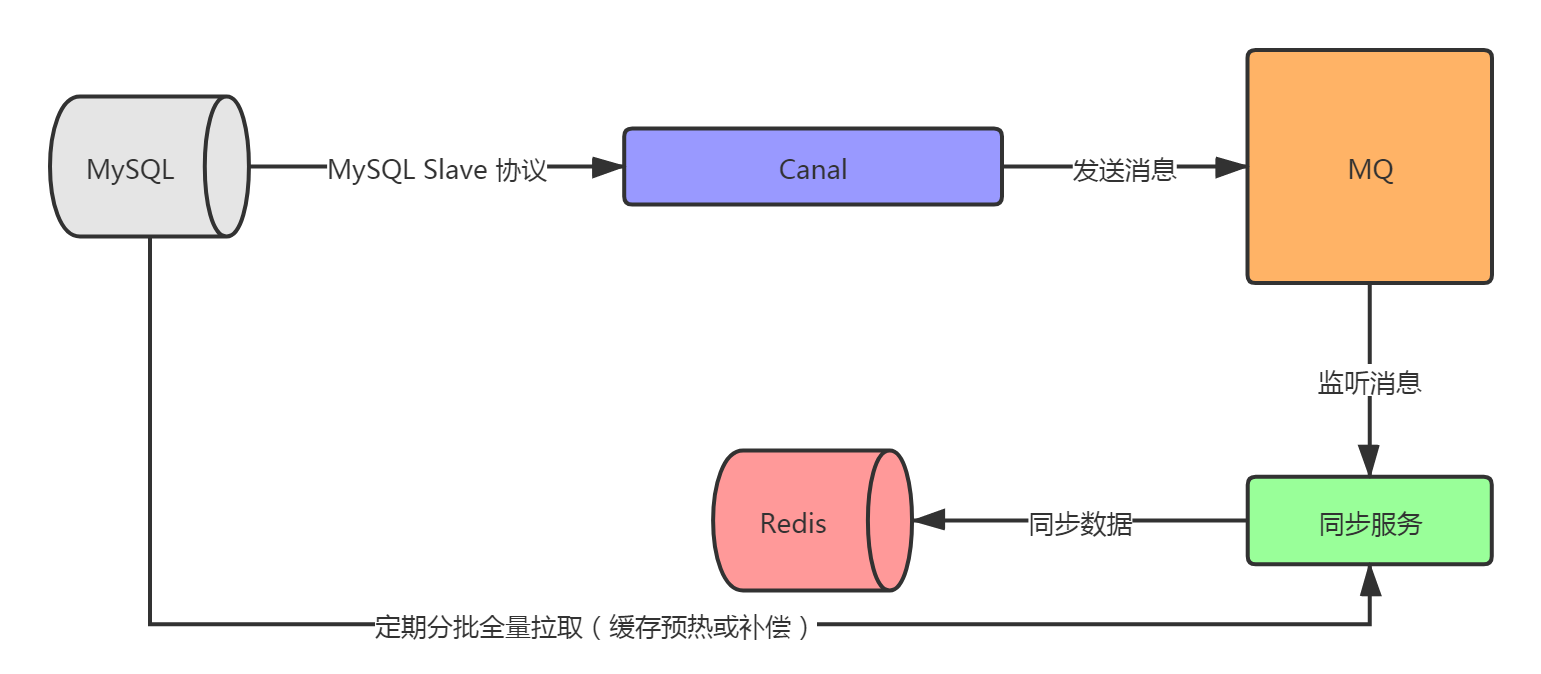 MySQL
MySQL Slave 协议
Canal
发送消息
MQ
监听消息
Redis
同步数据
同步服务
定期分批全量拉取（缓存预热或补偿）